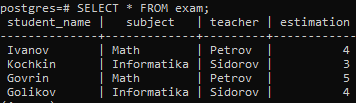 postgres=# SELECT * FROM exam;
student_name | subject | teacher | estimation
--------------+-------------+---------+------------
Ivanov | Math | Petrov | 4
Kochkin | Informatika | Sidorov | 3
Govrin | Math | Petrov | 5
Golikov | Informatika | Sidorov | 4